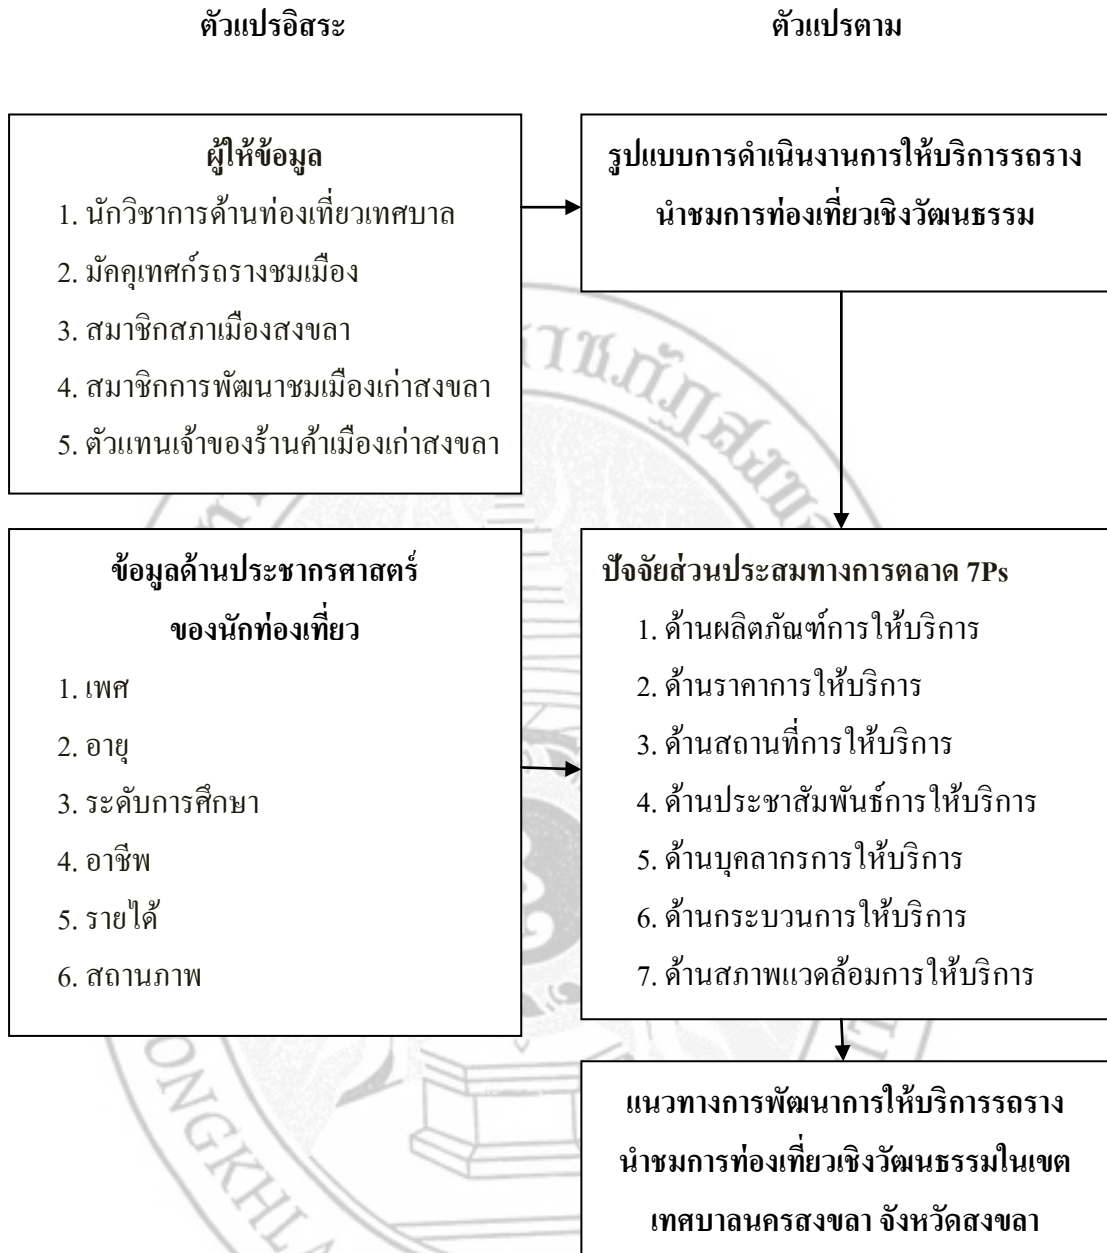 ตัวแปรอิสระ
ตัวแปรตาม
ผู้ให้ข้อมูล
1. นักวิชาการด้านท่องเที่ยวเทศบาล
2. มัคคุเทศก์รถรางชมเมือง
3. สมาชิกสภาเมืองสงขลา
4. สมาชิกการพัฒนาชมเมืองเก่าสงขลา
5. ตัวแทนเจ้าของร้านค้าเมืองเก่าสงขลา
รูปแบบการดำเนินงานการให้บริการรถราง
นำชมการท่องเที่ยวเชิงวัฒนธรรม
ข้อมูลด้านประชากรศาสตร์
ของนักท่องเที่ยว
1. เพศ
2. อายุ
3. ระดับการศึกษา
4. อาชีพ
5. รายได้
6. สถานภาพ
ปัจจัยส่วนประสมทางการตลาด 7Ps
1. ด้านผลิตภัณฑ์การให้บริการ
2. ด้านราคาการให้บริการ
3. ด้านสถานที่การให้บริการ
4. ด้านประชาสัมพันธ์การให้บริการ
5. ด้านบุคลากรการให้บริการ
6. ด้านกระบวนการให้บริการ
7. ด้านสภาพแวดล้อมการให้บริการ
แนวทางการพัฒนาการให้บริการรถราง
นำชมการท่องเที่ยวเชิงวัฒนธรรมในเขต
เทศบาลนครสงขลา จังหวัดสงขลา